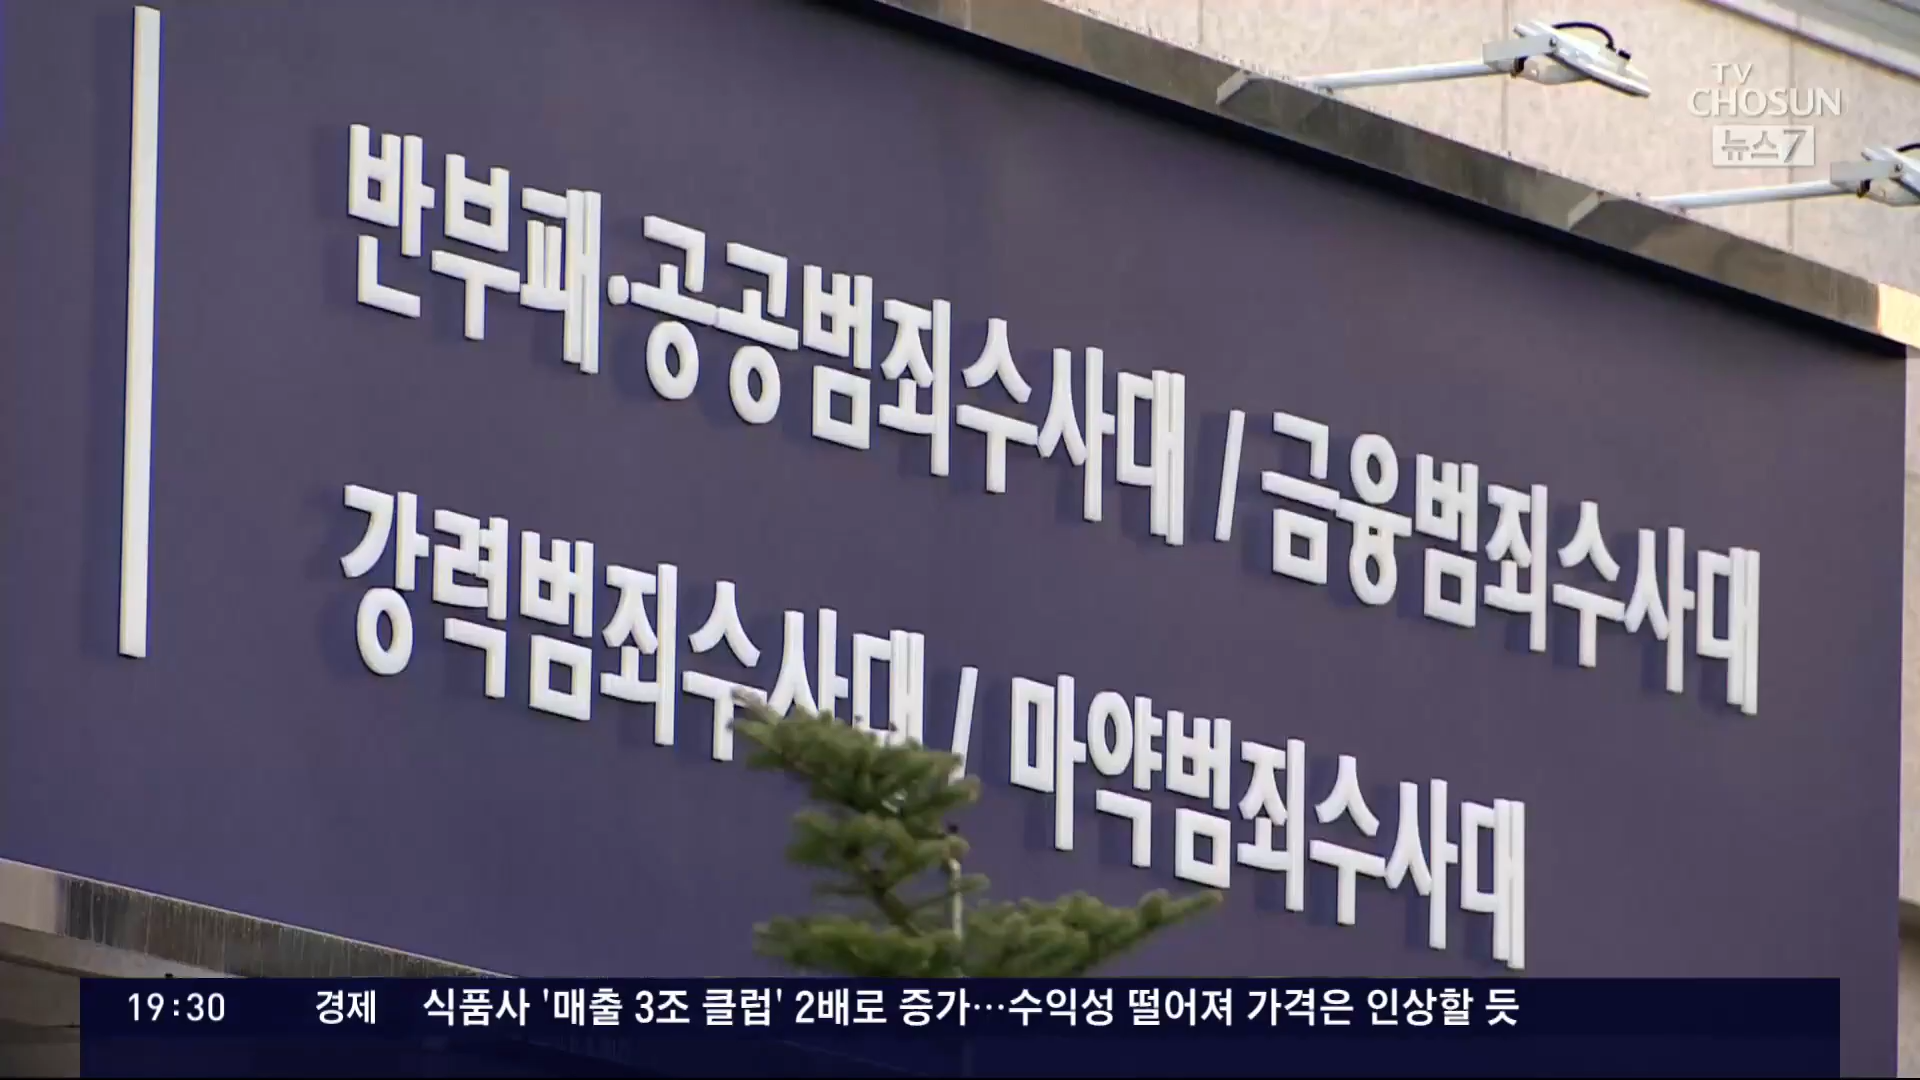 TV
CHOSUN
뉴스7
반부패·공공범죄수사대 / 금융범죄수사대
강력범죄수사대 / 마약범죄수사대
19:30 경제 식품사 '매출 3조 클럽' 2배로 증가…수익성 떨어져 가격은 인상할 듯